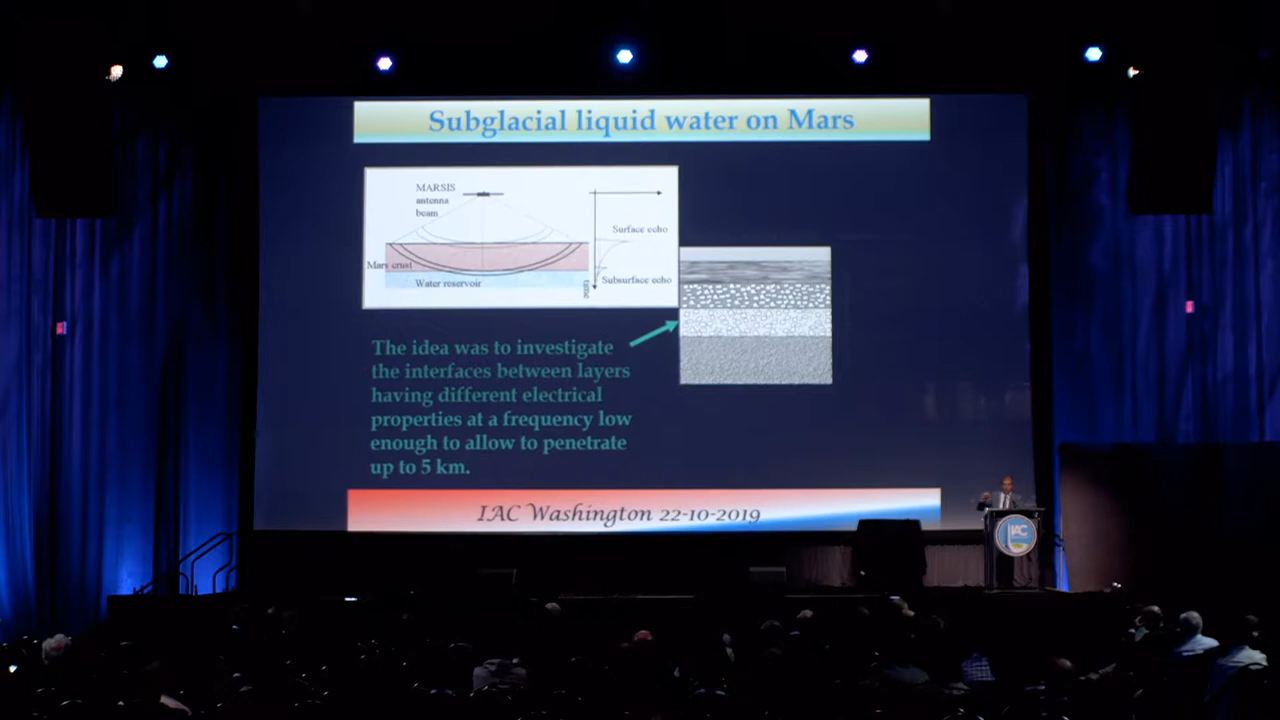 Subglacial liquid water on Mars
MARSIS
antenna
beam
Surface echo
Mars crust
Subsurface echo
Water reservoir
time
The idea was to investigate
the interfaces between layers
having different electrical
properties at a frequency low
enough to allow to penetrate
up to 5 km.
IAC Washington 22-10-2019
IAC